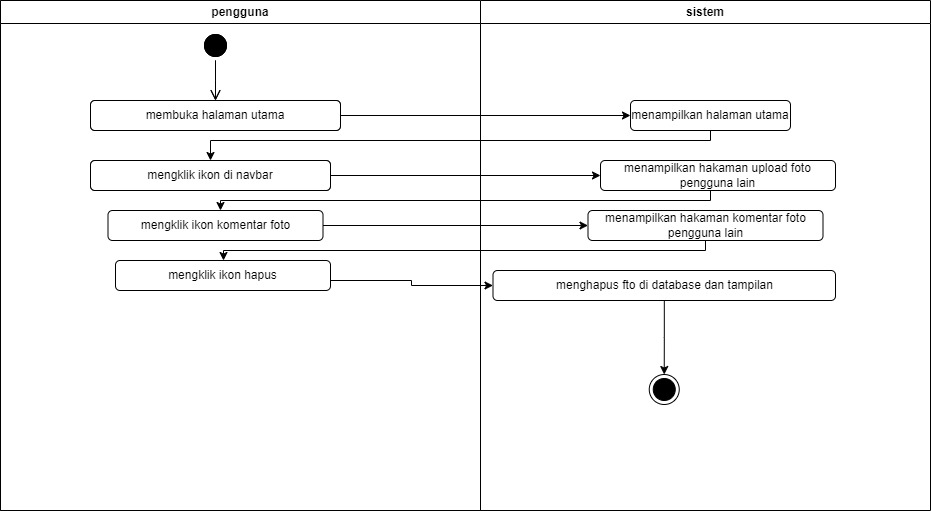 pengguna
sistem
membuka halaman utama
menampilkan halaman utama
mengklik ikon di navbar
menampilkan hakaman upload foto
pengguna lain
mengklik ikon komentar foto
menampilkan hakaman komentar foto
pengguna lain
mengklik ikon hapus
menghapus fto di database dan tampilan